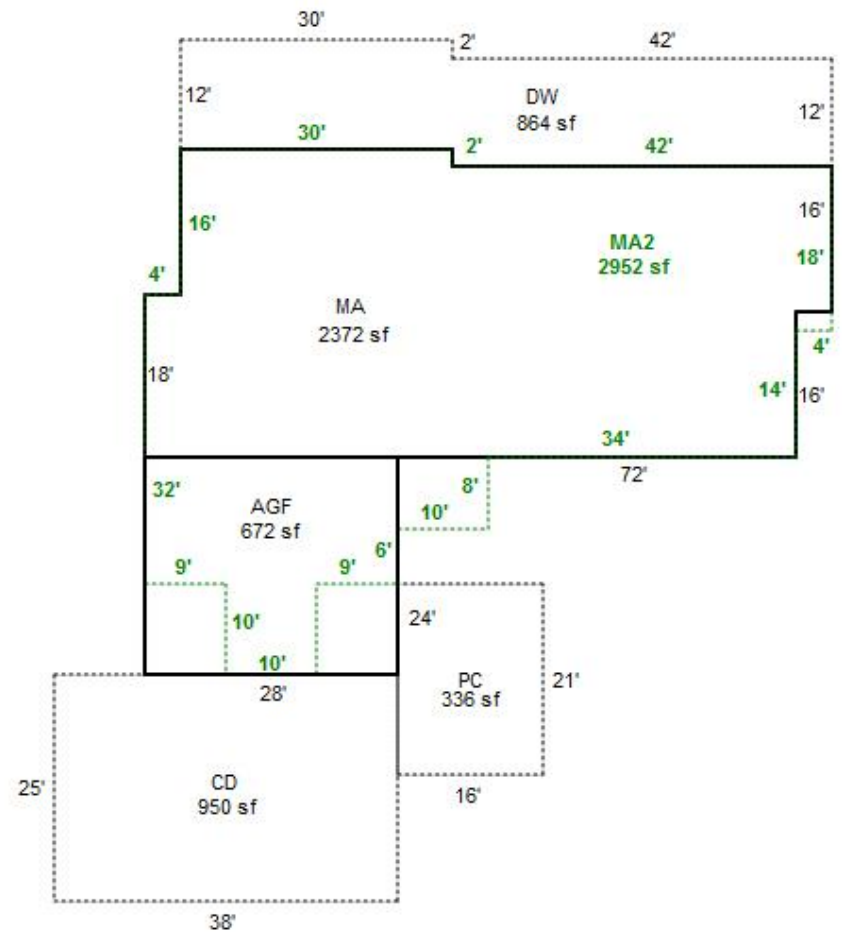 30'
2'
42'
12'
DW
864 sf
12'
30'
2'
42'
16'
16'
MA2
2952 sf
18'
4'
MA
2372 sf
4'
18'
14'
16'
34'
72'
32'
8'
AGF
672 sf
10'
6'
9'
9'
10'
24'
10'
28'
PC
336 sf
21'
25'
CD
950 sf
16'
38'